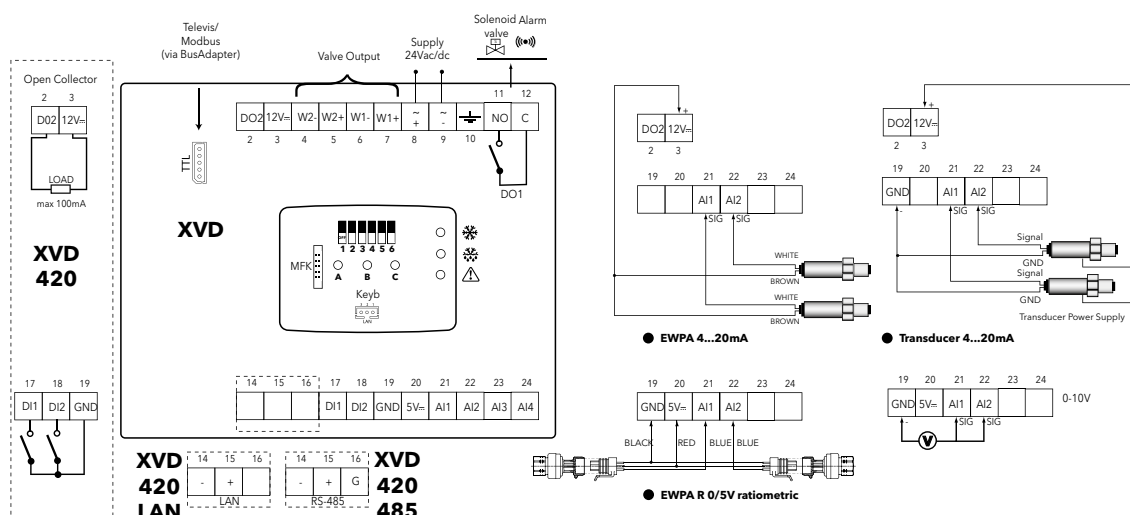 Open Collector
2 3
D02 12V⎓
LOAD
max 100mA
XVD
420
17 18 19
DI1 DI2 GND
Televis/
Modbus
(via BusAdapter)
Valve Output
Supply
24Vac/dc
Solenoid Alarm
valve
11 12
DO2 12V⎓ W2- W2+ W1- W1+ ~+ ~- NO C
2 3 4 5 6 7 8 9 10
DO1
TTL
XVD
OFF
1 2 3 4 5 6
MFK
A B C
Keyb
1 2 3
LAN
14 15 16 17 18 19 20 21 22 23 24
DI1 DI2 GND 5V⎓ AI1 AI2 AI3 AI4
XVD
420
LAN
14 15 16
- +
LAN
14 15 16
- + G
RS-485
XVD
420
485
+
DO2 12V⎓
2 3
19 20 21 22 23 24
AI1 AI2
SIG SIG
WHITE
BROWN
WHITE
BROWN
● EWPA 4...20mA
+
DO2 12V⎓
2 3
19 20 21 22 23 24
GND AI1 AI2
- SIG SIG
Signal
GND
Signal
GND
Transducer Power Supply
● Transducer 4...20mA
19 20 21 22 23 24
GND 5V⎓ AI1 AI2
BLACK RED BLUE BLUE
● EWPA R 0/5V ratiometric
19 20 21 22 23 24
GND 5V⎓ AI1 AI2 0-10V
- SIG SIG
V